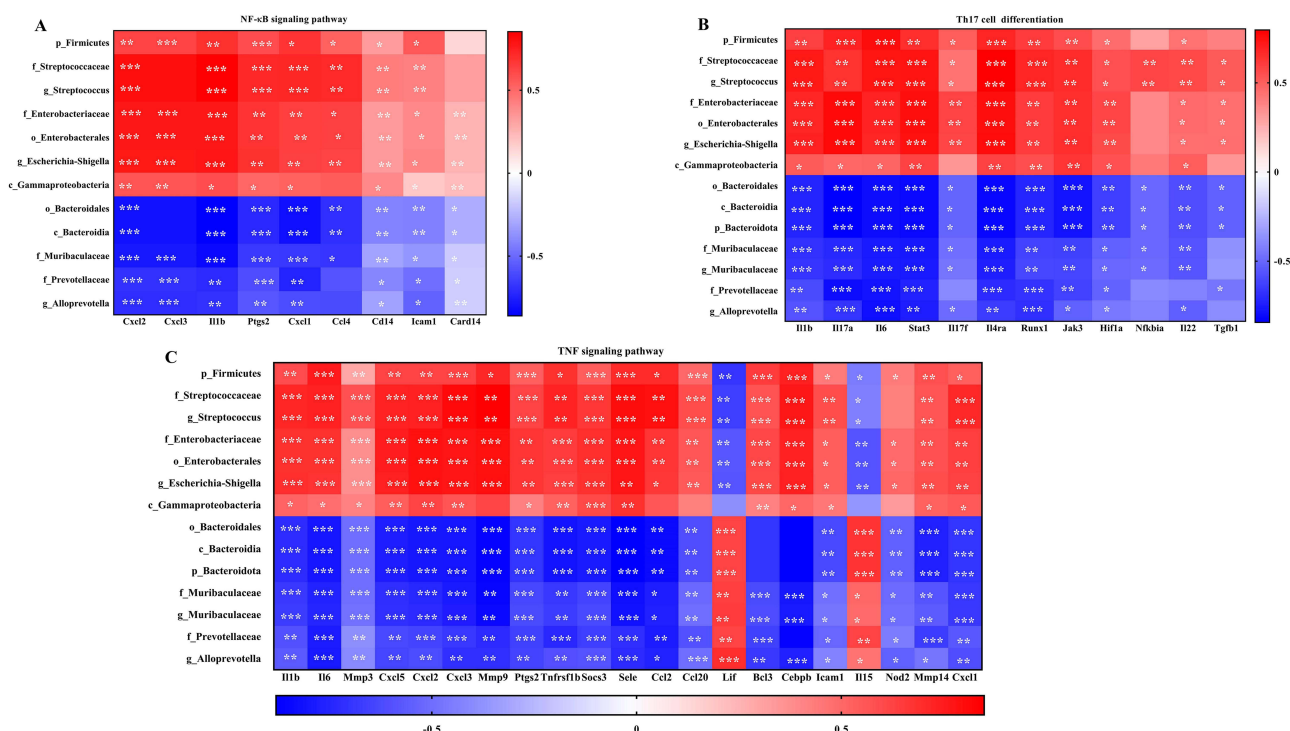 A
NF-κB signaling pathway
p_Firmicutes
f_Streptococcaceae
g_Streptococcus
f_Enterobacteriaceae
o_Enterobacterales
g_Escherichia-Shigella
c_Gammaproteobacteria
o_Bacteroidales
c_Bacteroidia
f_Muribaculaceae
f_Prevotellaceae
g_Alloprevotella
Cxcl2 Cxcl3 Il1b Ptgs2 Cxcl1 Ccl4 Cd14 Icam1 Card14
0.5
0
-0.5
B
Th17 cell differentiation
p_Firmicutes
f_Streptococcaceae
g_Streptococcus
f_Enterobacteriaceae
o_Enterobacterales
g_Escherichia-Shigella
c_Gammaproteobacteria
o_Bacteroidales
c_Bacteroidia
p_Bacteroidota
f_Muribaculaceae
g_Muribaculaceae
f_Prevotellaceae
g_Alloprevotella
Il1b Il17a Il6 Stat3 Il17f Il4ra Runx1 Jak3 Hif1a Nfkbia Il22 Tgfb1
0.5
0
-0.5
C
TNF signaling pathway
p_Firmicutes
f_Streptococcaceae
g_Streptococcus
f_Enterobacteriaceae
o_Enterobacterales
g_Escherichia-Shigella
c_Gammaproteobacteria
o_Bacteroidales
c_Bacteroidia
p_Bacteroidota
f_Muribaculaceae
g_Muribaculaceae
f_Prevotellaceae
g_Alloprevotella
Il1b Il6 Mmp3 Cxcl5 Cxcl2 Cxcl3 Mmp9 Ptgs2 Tnfrsf1b Socs3 Sele Ccl2 Ccl20 Lif Bcl3 Cebpb Icam1 Il15 Nod2 Mmp14 Cxcl1
-0.5 0 0.5